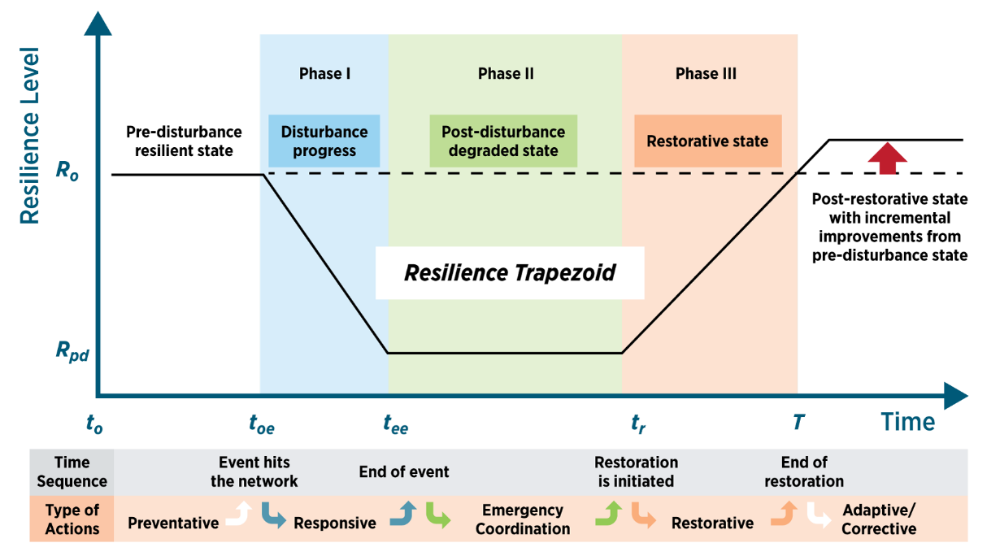 Resilience Level
Phase I
Phase II
Phase III
Pre-disturbance
resilient state
Disturbance
progress
Post-disturbance
degraded state
Restorative state
Ro
Post-restorative state
with incremental
improvements from
pre-disturbance state
Resilience Trapezoid
Rpd
to
toe
tee
tr
T
Time
Time
Sequence
Event hits
the network
End of event
Restoration
is initiated
End of
restoration
Type of
Actions
Preventative
Responsive
Emergency
Coordination
Restorative
Adaptive/
Corrective